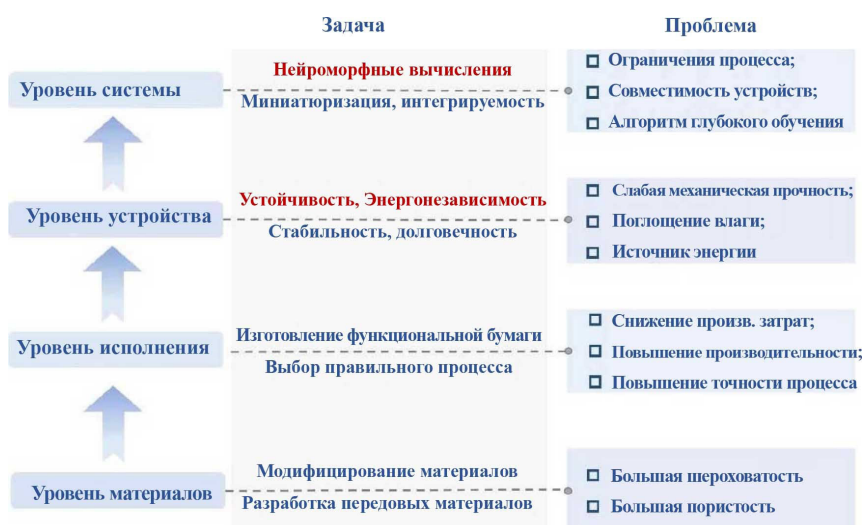 Задача
Проблема
Уровень системы
Нейроморфные вычисления
Миниатюризация, интегрируемость
Ограничения процесса;
Совместимость устройств;
Алгоритм глубокого обучения
Уровень устройства
Устойчивость, Энергонезависимость
Стабильность, долговечность
Слабая механическая прочность;
Поглощение влаги;
Источник энергии
Уровень исполнения
Изготовление функциональной бумаги
Выбор правильного процесса
Снижение произв. затрат;
Повышение производительности;
Повышение точности процесса
Уровень материалов
Модифицирование материалов
Разработка передовых материалов
Большая шероховатость
Большая пористость